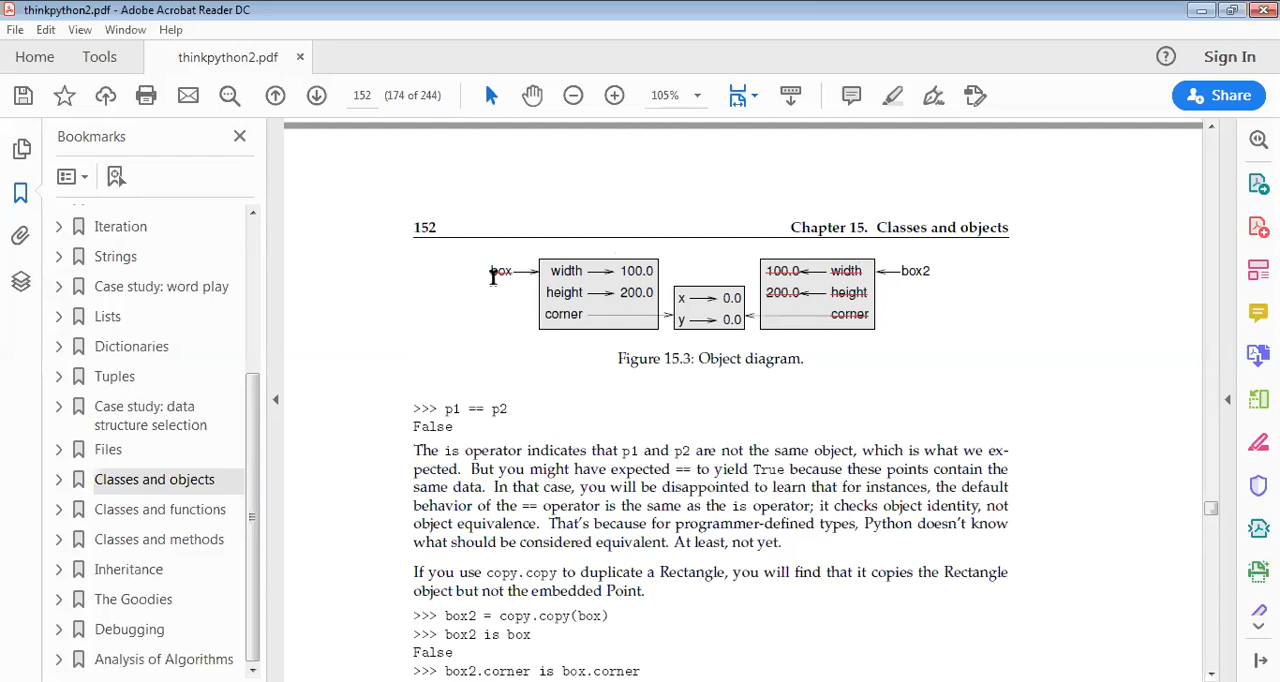 thinkpython2.pdf - Adobe Acrobat Reader DC
File Edit View Window Help
Home Tools thinkpython2.pdf × Sign In
152 (174 of 244) 105% Share
Bookmarks
Iteration
Strings
Case study: word play
Lists
Dictionaries
Tuples
Case study: data
structure selection
Files
Classes and objects
Classes and functions
Classes and methods
Inheritance
The Goodies
Debugging
Analysis of Algorithms
152 Chapter 15. Classes and objects
box width 100.0 100.0 width box2
height 200.0 x 0.0 200.0 height
corner y 0.0 corner
Figure 15.3: Object diagram.
>>> p1 == p2
False
The is operator indicates that p1 and p2 are not the same object, which is what we ex-
pected. But you might have expected == to yield True because these points contain the
same data. In that case, you will be disappointed to learn that for instances, the default
behavior of the == operator is the same as the is operator; it checks object identity, not
object equivalence. That's because for programmer-defined types, Python doesn't know
what should be considered equivalent. At least, not yet.
If you use copy.copy to duplicate a Rectangle, you will find that it copies the Rectangle
object but not the embedded Point.
>>> box2 = copy.copy(box)
>>> box2 is box
False
>>> box2.corner is box.corner